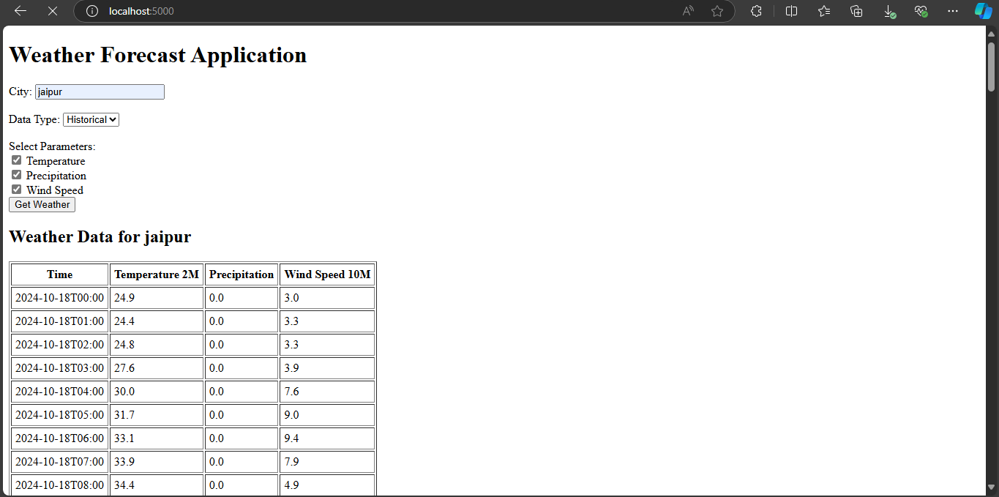 localhost:5000
Weather Forecast Application
City: jaipur
Data Type: Historical
Select Parameters:
Temperature
Precipitation
Wind Speed
Get Weather
Weather Data for jaipur
Time Temperature 2M Precipitation Wind Speed 10M
2024-10-18T00:00 24.9 0.0 3.0
2024-10-18T01:00 24.4 0.0 3.3
2024-10-18T02:00 24.8 0.0 3.3
2024-10-18T03:00 27.6 0.0 3.9
2024-10-18T04:00 30.0 0.0 7.6
2024-10-18T05:00 31.7 0.0 9.0
2024-10-18T06:00 33.1 0.0 9.4
2024-10-18T07:00 33.9 0.0 7.9
2024-10-18T08:00 34.4 0.0 4.9